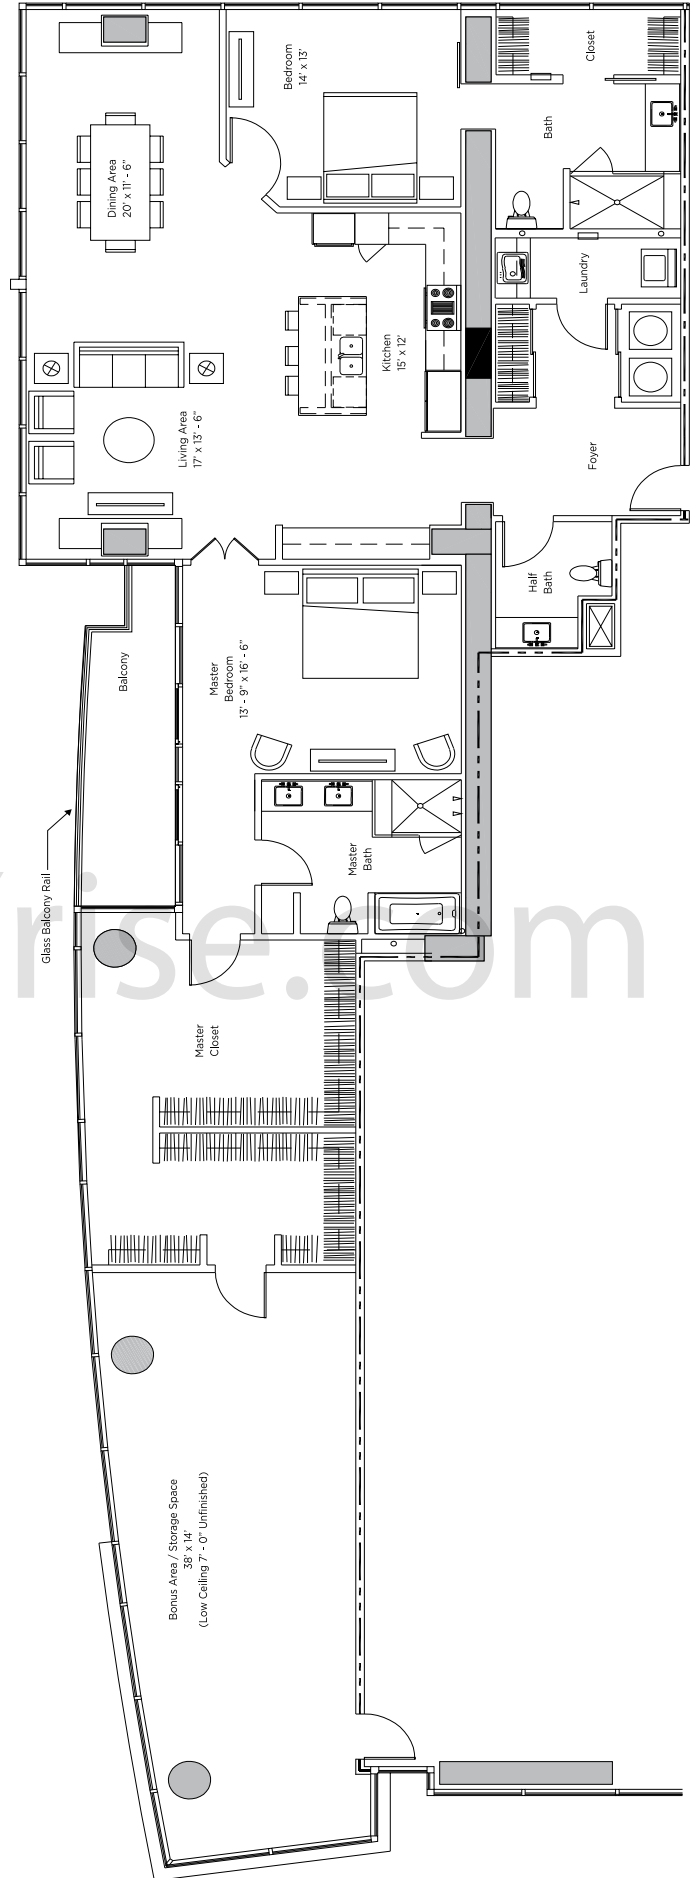 Bedroom
14' x 13'
Closet
Bath
Dining Area
20' x 11' - 6"
Laundry
Kitchen
15' x 12'
Living Area
17' x 13' - 6"
Foyer
Half
Bath
Balcony
Master
Bedroom
13' - 9" x 16' - 6"
Glass Balcony Rail
Master
Bath
rise.com
Master
Closet
Bonus Area / Storage Space
38' x 14'
(Low Ceiling 7' - 0" Unfinished)